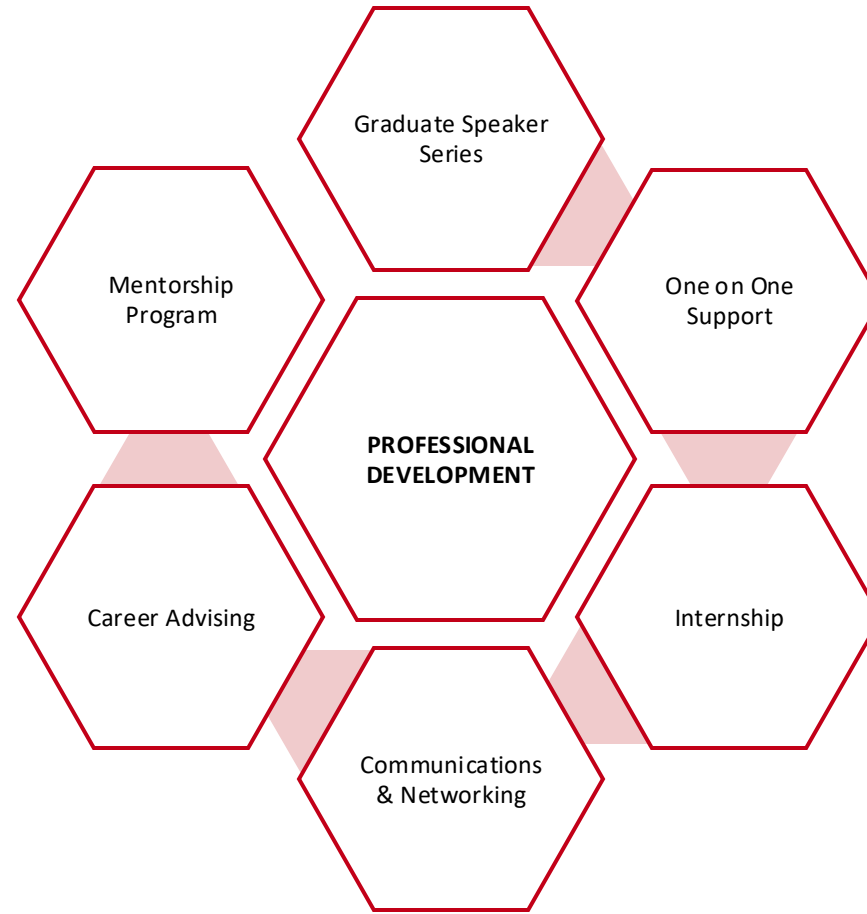 Graduate Speaker
Series
One on One
Support
Internship
Communications
& Networking
Career Advising
Mentorship
Program
PROFESSIONAL
DEVELOPMENT